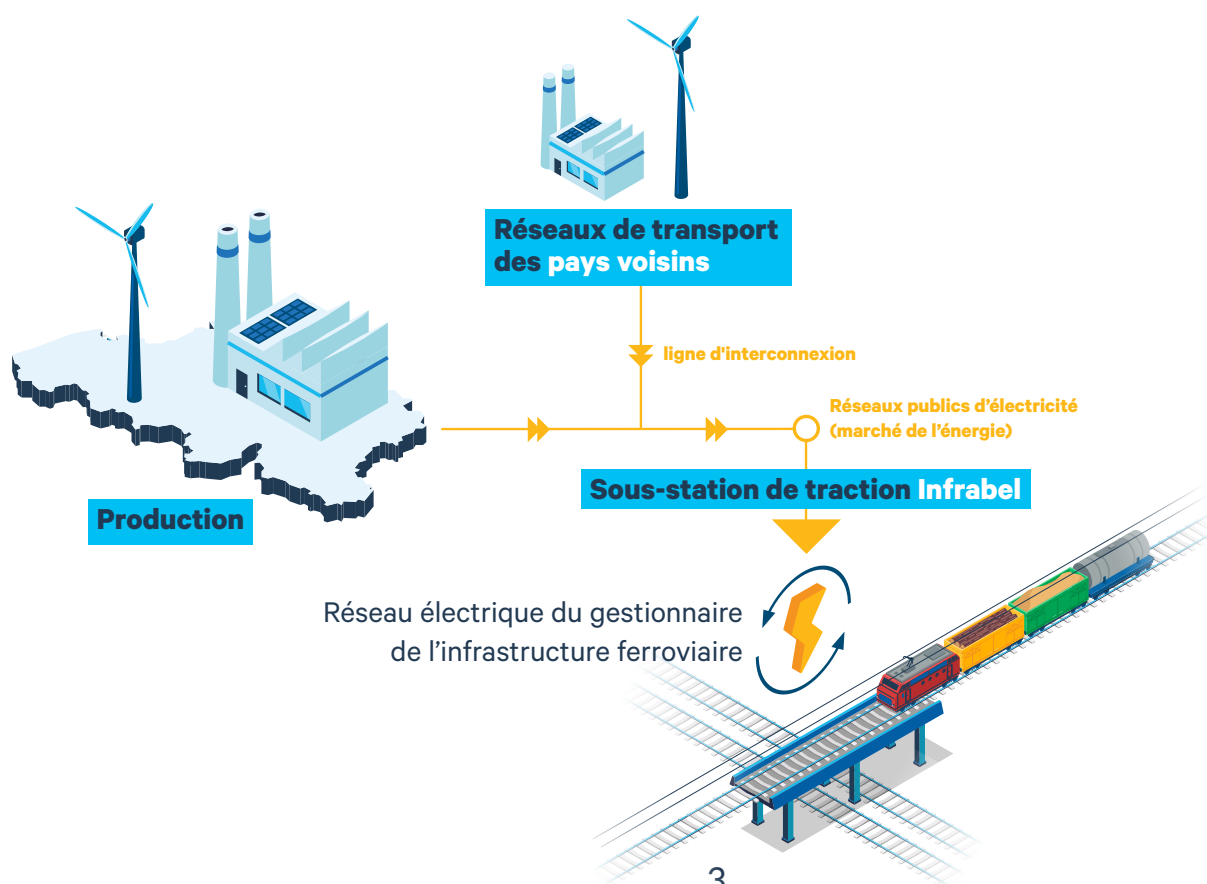 Réseaux de transport
des pays voisins
ligne d'interconnexion
Réseaux publics d’électricité
(marché de l’énergie)
Sous-station de traction Infrabel
Production
Réseau électrique du gestionnaire
de l’infrastructure ferroviaire
3